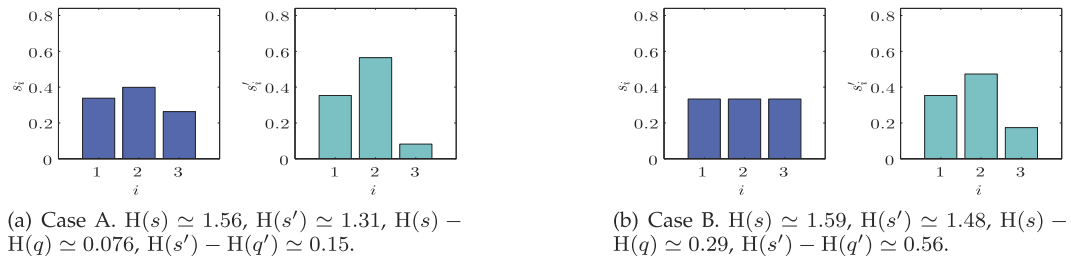 0.8
0.6
0.4
0.2
0
s_i
1 2 3
i
0.8
0.6
0.4
0.2
0
s′_i
1 2 3
i
(a) Case A. H(s) ≃ 1.56, H(s′) ≃ 1.31, H(s) −
H(q) ≃ 0.076, H(s′) − H(q′) ≃ 0.15.
0.8
0.6
0.4
0.2
0
s_i
1 2 3
i
0.8
0.6
0.4
0.2
0
s′_i
1 2 3
i
(b) Case B. H(s) ≃ 1.59, H(s′) ≃ 1.48, H(s) −
H(q) ≃ 0.29, H(s′) − H(q′) ≃ 0.56.